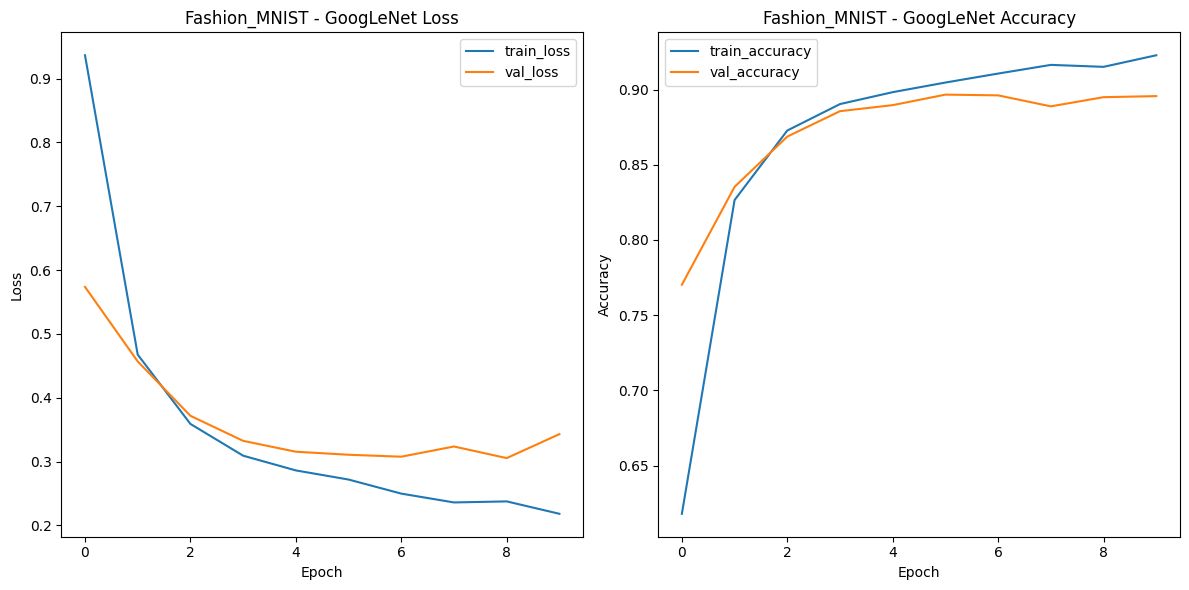 Fashion_MNIST - GoogLeNet Loss
train_loss
val_loss
0.9
0.8
0.7
0.6
0.5
0.4
0.3
0.2
Loss
0 2 4 6 8
Epoch
Fashion_MNIST - GoogLeNet Accuracy
train_accuracy
val_accuracy
0.90
0.85
0.80
0.75
0.70
0.65
Accuracy
0 2 4 6 8
Epoch